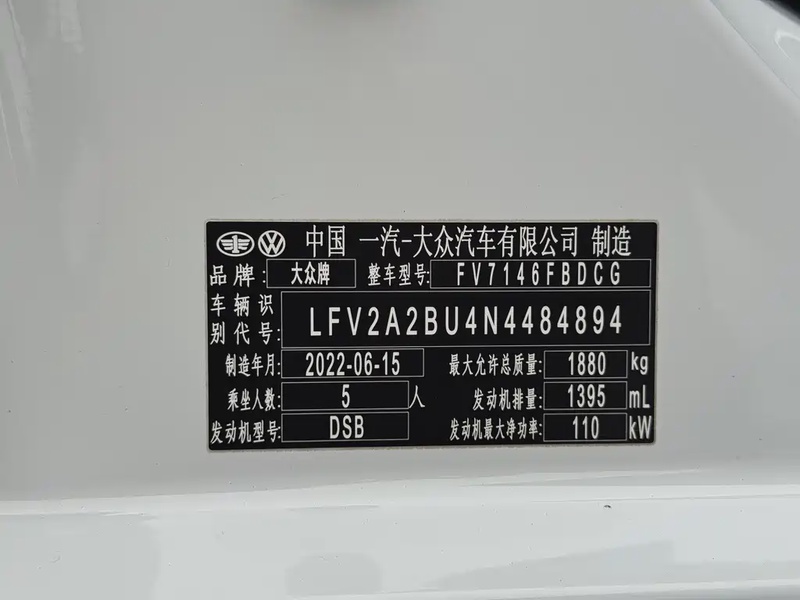 中国 一汽-大众汽车有限公司 制造
品牌: 大众牌 整车型号: FV7146FBDCG
车辆识别代号: LFV2A2BU4N4484894
制造年月: 2022-06-15 最大允许总质量: 1880 kg
乘坐人数: 5 人 发动机排量: 1395 mL
发动机型号: DSB 发动机最大净功率: 110 kW